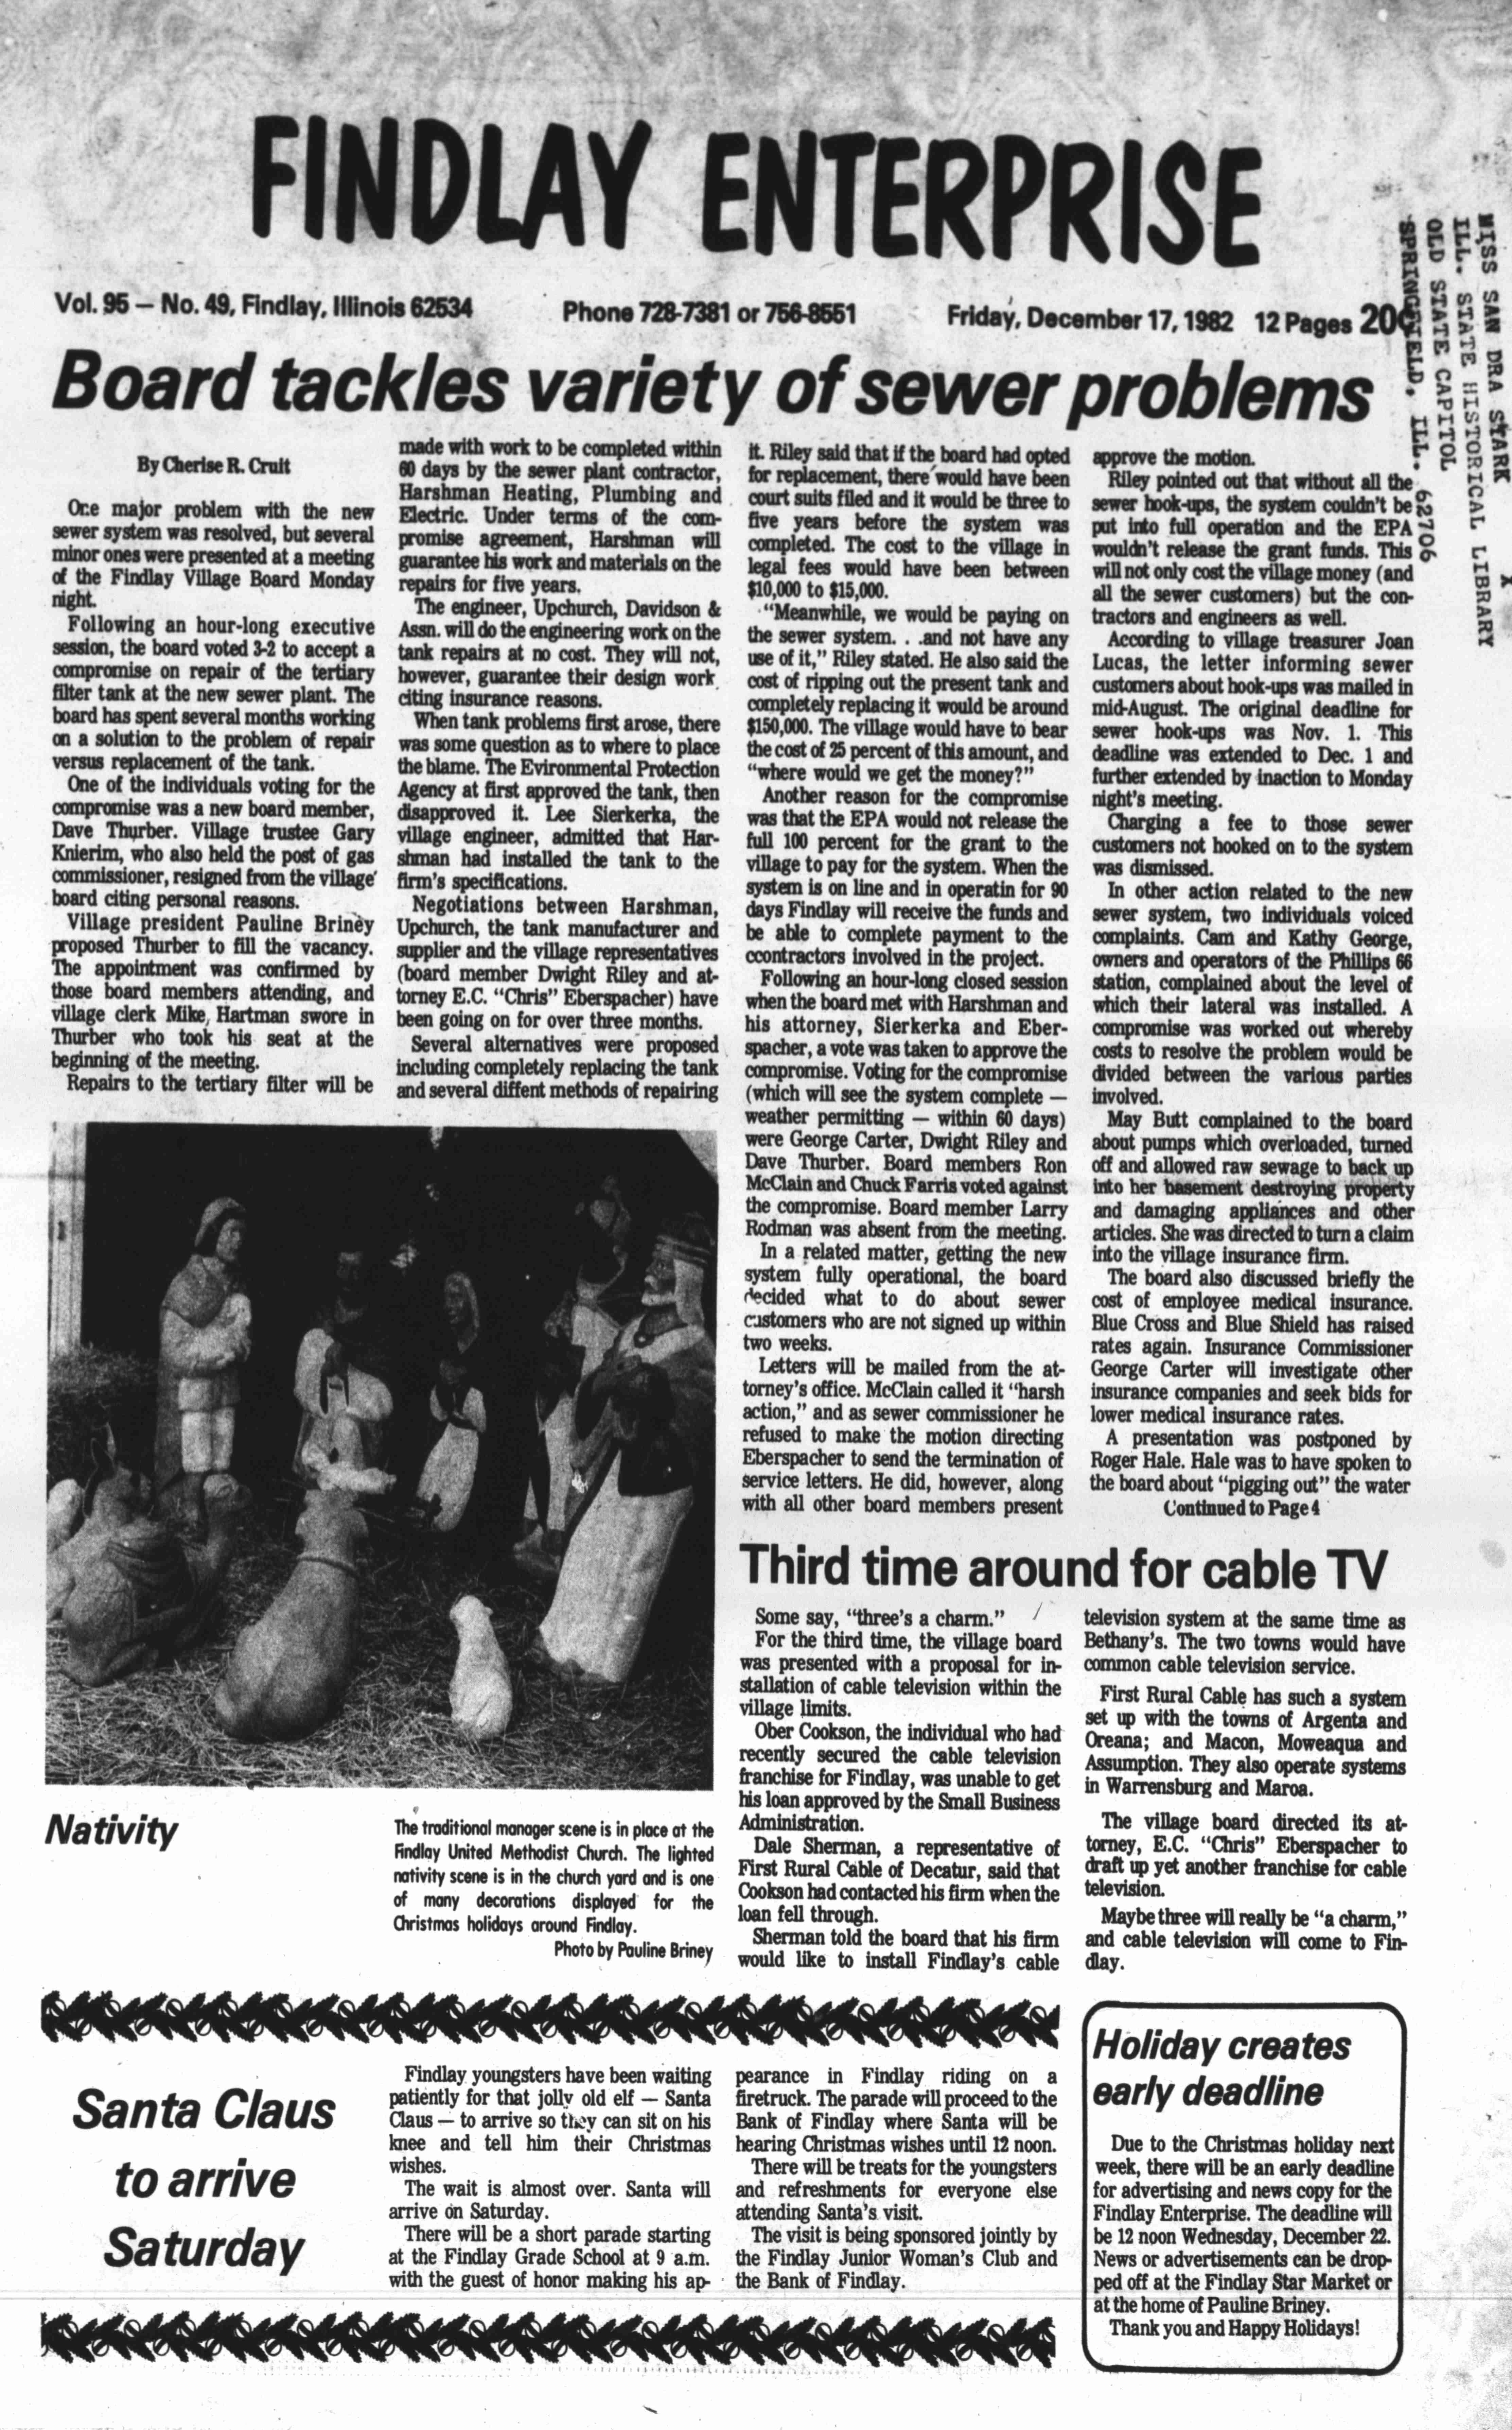 FINDLAY ENTERPRISE
MISS SAN DRA STARK X
ILL. STATE HISTORICAL LIBRARY
OLD STATE CAPITOL
SPRINGFIELD, ILL. 62706
Vol. 95 — No. 49, Findlay, Illinois 62534 Phone 728-7381 or 756-8551 Friday, December 17, 1982 12 Pages 20¢
Board tackles variety of sewer problems
By Cherise R. Cruit
One major problem with the new
sewer system was resolved, but several
minor ones were presented at a meeting
of the Findlay Village Board Monday
night.
Following an hour-long executive
session, the board voted 3-2 to accept a
compromise on repair of the tertiary
filter tank at the new sewer plant. The
board has spent several months working
on a solution to the problem of repair
versus replacement of the tank.
One of the individuals voting for the
compromise was a new board member,
Dave Thurber. Village trustee Gary
Knierim, who also held the post of gas
commissioner, resigned from the village
board citing personal reasons.
Village president Pauline Briney
proposed Thurber to fill the vacancy.
The appointment was confirmed by
those board members attending, and
village clerk Mike Hartman swore in
Thurber who took his seat at the
beginning of the meeting.
Repairs to the tertiary filter will be
made with work to be completed within
60 days by the sewer plant contractor,
Harshman Heating, Plumbing and
Electric. Under terms of the com-
promise agreement, Harshman will
guarantee his work and materials on the
repairs for five years.
The engineer, Upchurch, Davidson &
Assn. will do the engineering work on the
tank repairs at no cost. They will not,
however, guarantee their design work
citing insurance reasons.
When tank problems first arose, there
was some question as to where to place
the blame. The Evironmental Protection
Agency at first approved the tank, then
disapproved it. Lee Sierkerka, the
village engineer, admitted that Har-
shman had installed the tank to the
firm's specifications.
Negotiations between Harshman,
Upchurch, the tank manufacturer and
supplier and the village representatives
(board member Dwight Riley and at-
torney E.C. "Chris" Eberspacher) have
been going on for over three months.
Several alternatives were proposed
including completely replacing the tank
and several diffent methods of repairing
it. Riley said that if the board had opted
for replacement, there would have been
court suits filed and it would be three to
five years before the system was
completed. The cost to the village in
legal fees would have been between
$10,000 to $15,000.
"Meanwhile, we would be paying on
the sewer system. . .and not have any
use of it," Riley stated. He also said the
cost of ripping out the present tank and
completely replacing it would be around
$150,000. The village would have to bear
the cost of 25 percent of this amount, and
"where would we get the money?"
Another reason for the compromise
was that the EPA would not release the
full 100 percent for the grant to the
village to pay for the system. When the
system is on line and in operatin for 90
days Findlay will receive the funds and
be able to complete payment to the
ccontractors involved in the project.
Following an hour-long closed session
when the board met with Harshman and
his attorney, Sierkerka and Eber-
spacher, a vote was taken to approve the
compromise. Voting for the compromise
(which will see the system complete —
weather permitting — within 60 days)
were George Carter, Dwight Riley and
Dave Thurber. Board members Ron
McClain and Chuck Farris voted against
the compromise. Board member Larry
Rodman was absent from the meeting.
In a related matter, getting the new
system fully operational, the board
decided what to do about sewer
customers who are not signed up within
two weeks.
Letters will be mailed from the at-
torney's office. McClain called it "harsh
action," and as sewer commissioner he
refused to make the motion directing
Eberspacher to send the termination of
service letters. He did, however, along
with all other board members present
approve the motion.
Riley pointed out that without all the
sewer hook-ups, the system couldn't be
put into full operation and the EPA
wouldn't release the grant funds. This
will not only cost the village money (and
all the sewer customers) but the con-
tractors and engineers as well.
According to village treasurer Joan
Lucas, the letter informing sewer
customers about hook-ups was mailed in
mid-August. The original deadline for
sewer hook-ups was Nov. 1. This
deadline was extended to Dec. 1 and
further extended by inaction to Monday
night's meeting.
Charging a fee to those sewer
customers not hooked on to the system
was dismissed.
In other action related to the new
sewer system, two individuals voiced
complaints. Cam and Kathy George,
owners and operators of the Phillips 66
station, complained about the level of
which their lateral was installed. A
compromise was worked out whereby
costs to resolve the problem would be
divided between the various parties
involved.
May Butt complained to the board
about pumps which overloaded, turned
off and allowed raw sewage to back up
into her basement destroying property
and damaging appliances and other
articles. She was directed to turn a claim
into the village insurance firm.
The board also discussed briefly the
cost of employee medical insurance.
Blue Cross and Blue Shield has raised
rates again. Insurance Commissioner
George Carter will investigate other
insurance companies and seek bids for
lower medical insurance rates.
A presentation was postponed by
Roger Hale. Hale was to have spoken to
the board about "pigging out" the water
Continued to Page 4
Nativity
The traditional manager scene is in place at the
Findlay United Methodist Church. The lighted
nativity scene is in the church yard and is one
of many decorations displayed for the
Christmas holidays around Findlay.
Photo by Pauline Briney
Third time around for cable TV
Some say, "three's a charm."
For the third time, the village board
was presented with a proposal for in-
stallation of cable television within the
village limits.
Ober Cookson, the individual who had
recently secured the cable television
franchise for Findlay, was unable to get
his loan approved by the Small Business
Administration.
Dale Sherman, a representative of
First Rural Cable of Decatur, said that
Cookson had contacted his firm when the
loan fell through.
Sherman told the board that his firm
would like to install Findlay's cable
television system at the same time as
Bethany's. The two towns would have
common cable television service.
First Rural Cable has such a system
set up with the towns of Argenta and
Oreana; and Macon, Moweaqua and
Assumption. They also operate systems
in Warrensburg and Maroa.
The village board directed its at-
torney, E.C. "Chris" Eberspacher to
draft up yet another franchise for cable
television.
Maybe three will really be "a charm,"
and cable television will come to Fin-
dlay.
Santa Claus
to arrive
Saturday
Findlay youngsters have been waiting
patiently for that jolly old elf — Santa
Claus — to arrive so they can sit on his
knee and tell him their Christmas
wishes.
The wait is almost over. Santa will
arrive on Saturday.
There will be a short parade starting
at the Findlay Grade School at 9 a.m.
with the guest of honor making his ap-
pearance in Findlay riding on a
firetruck. The parade will proceed to the
Bank of Findlay where Santa will be
hearing Christmas wishes until 12 noon.
There will be treats for the youngsters
and refreshments for everyone else
attending Santa's visit.
The visit is being sponsored jointly by
the Findlay Junior Woman's Club and
the Bank of Findlay.
Holiday creates
early deadline
Due to the Christmas holiday next
week, there will be an early deadline
for advertising and news copy for the
Findlay Enterprise. The deadline will
be 12 noon Wednesday, December 22.
News or advertisements can be drop-
ped off at the Findlay Star Market or
at the home of Pauline Briney.
Thank you and Happy Holidays!